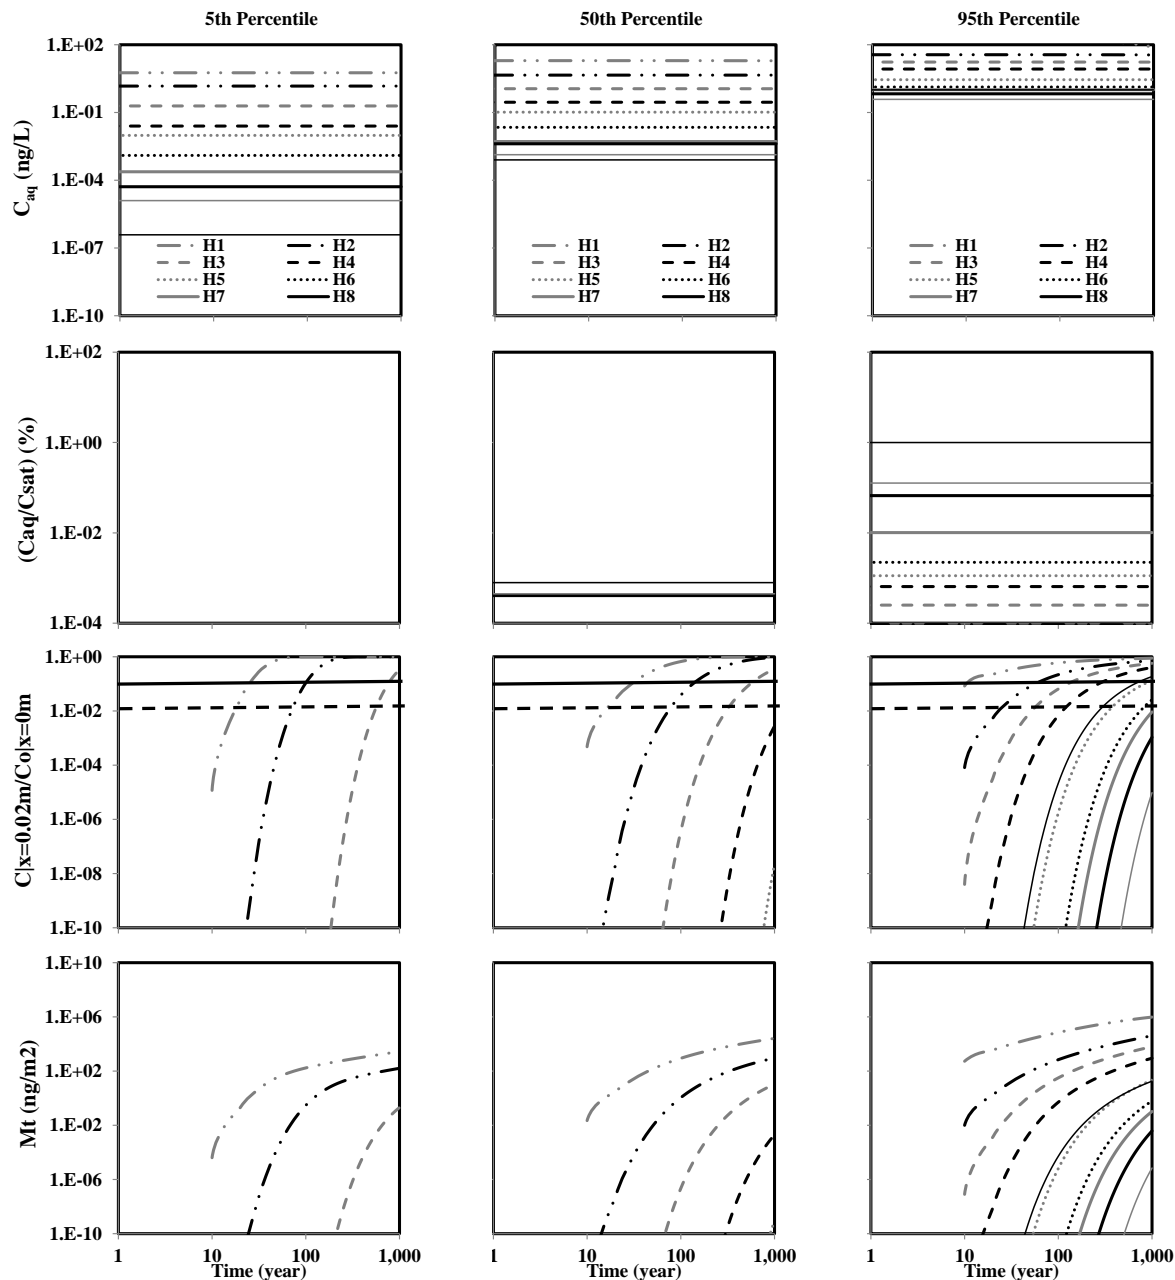 5th Percentile 50th Percentile 95th Percentile
C_aq (ng/L)
1.E+02
1.E-01
1.E-04
1.E-07
1.E-10
H1 H2
H3 H4
H5 H6
H7 H8
H1 H2
H3 H4
H5 H6
H7 H8
H1 H2
H3 H4
H5 H6
H7 H8
(Caq/Csat) (%)
1.E+02
1.E+00
1.E-02
1.E-04
C|x=0.02m/Co|x=0m
1.E+00
1.E-02
1.E-04
1.E-06
1.E-08
1.E-10
Mt (ng/m2)
1.E+10
1.E+06
1.E+02
1.E-02
1.E-06
1.E-10
1 10 100 1,000
1 10 100 1,000
1 10 100 1,000
Time (year) Time (year) Time (year)